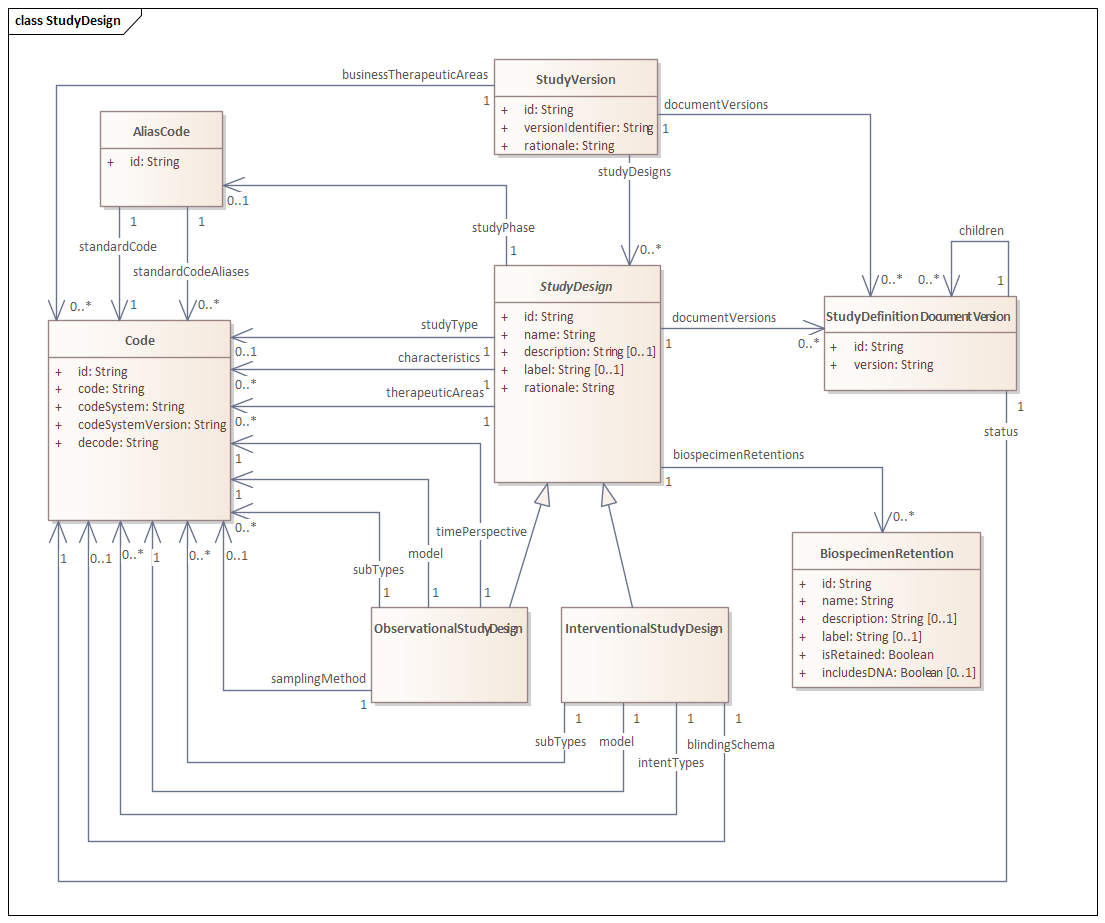 class StudyDesign
StudyVersion
+ id: String
+ versionIdentifier: String
+ rationale: String
businessTherapeuticAreas
1
documentVersions
1
AliasCode
+ id: String
0..1
studyDesigns
0..*
studyPhase
1
1
standardCode
1
1
standardCodeAliases
0..*
0..*
children
0..*
1
0..*
StudyDesign
+ id: String
+ name: String
+ description: String [0..1]
+ label: String [0..1]
+ rationale: String
StudyDefinitionDocumentVersion
+ id: String
+ version: String
documentVersions
1
0..*
Code
+ id: String
+ code: String
+ codeSystem: String
+ codeSystemVersion: String
+ decode: String
studyType
0..1
1
characteristics
0..*
1
therapeuticAreas
0..*
1
1
status
biospecimenRetentions
1
0..*
1
1
0..*
timePerspective
1
model
1
subTypes
1
1
0..1
0..*
1
0..*
0..1
BiospecimenRetention
+ id: String
+ name: String
+ description: String [0..1]
+ label: String [0..1]
+ isRetained: Boolean
+ includesDNA: Boolean [0..1]
ObservationalStudyDesign
InterventionalStudyDesign
samplingMethod
1
1
subTypes
1
model
1
intentTypes
1
blindingSchema